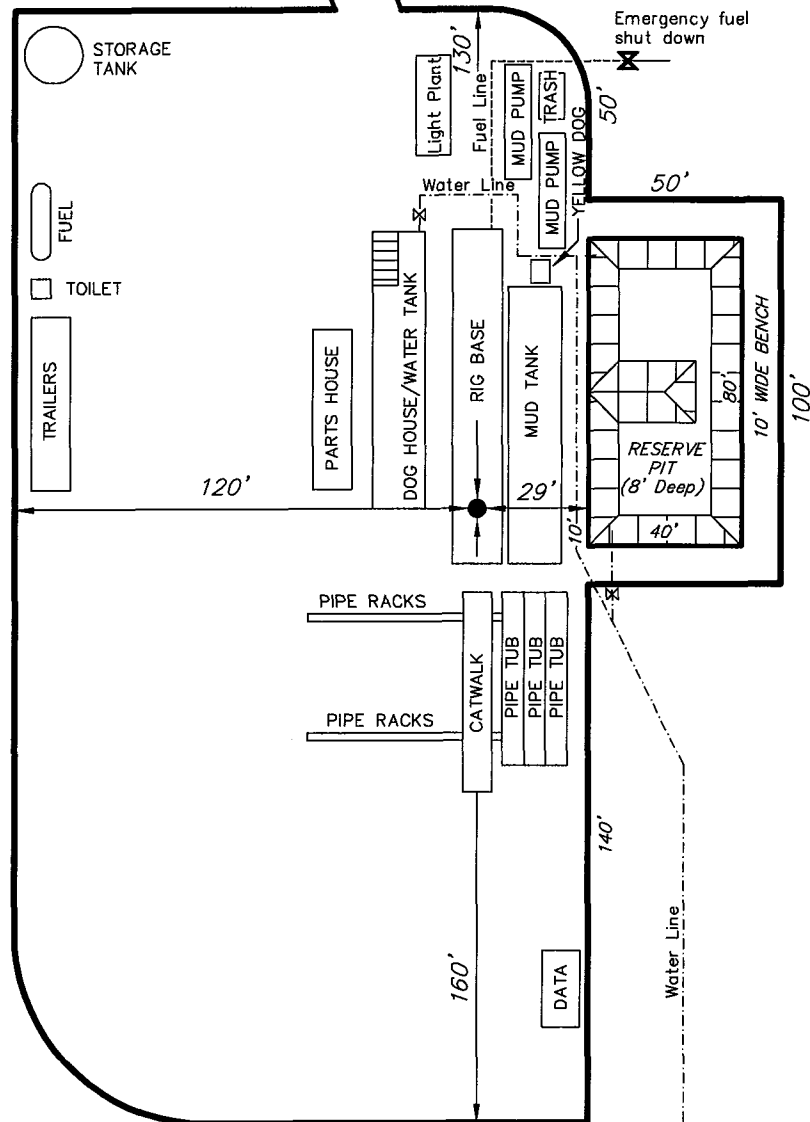 Emergency fuel
shut down
STORAGE
TANK
130'
Light Plant
Fuel Line
MUD PUMP
TRASH
50'
MUD PUMP
YELLOW DOG
Water Line
50'
FUEL
TOILET
TRAILERS
PARTS HOUSE
DOG HOUSE/WATER TANK
RIG BASE
MUD TANK
80'
10' WIDE BENCH
100'
RESERVE
PIT
(8' Deep)
120'
29'
10'
40'
PIPE RACKS
CATWALK
PIPE TUB
PIPE TUB
PIPE TUB
PIPE RACKS
140'
160'
DATA
Water Line